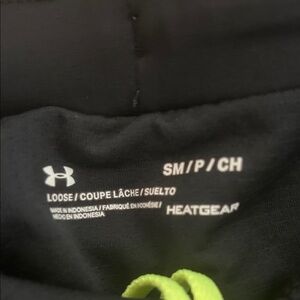 SM/P/CH
LOOSE/COUPE LÂCHE/SUELTO
MADE IN INDONESIA/FABRIQUÉ EN INDONÉSIE/
HECHO EN INDONESIA
HEATGEAR